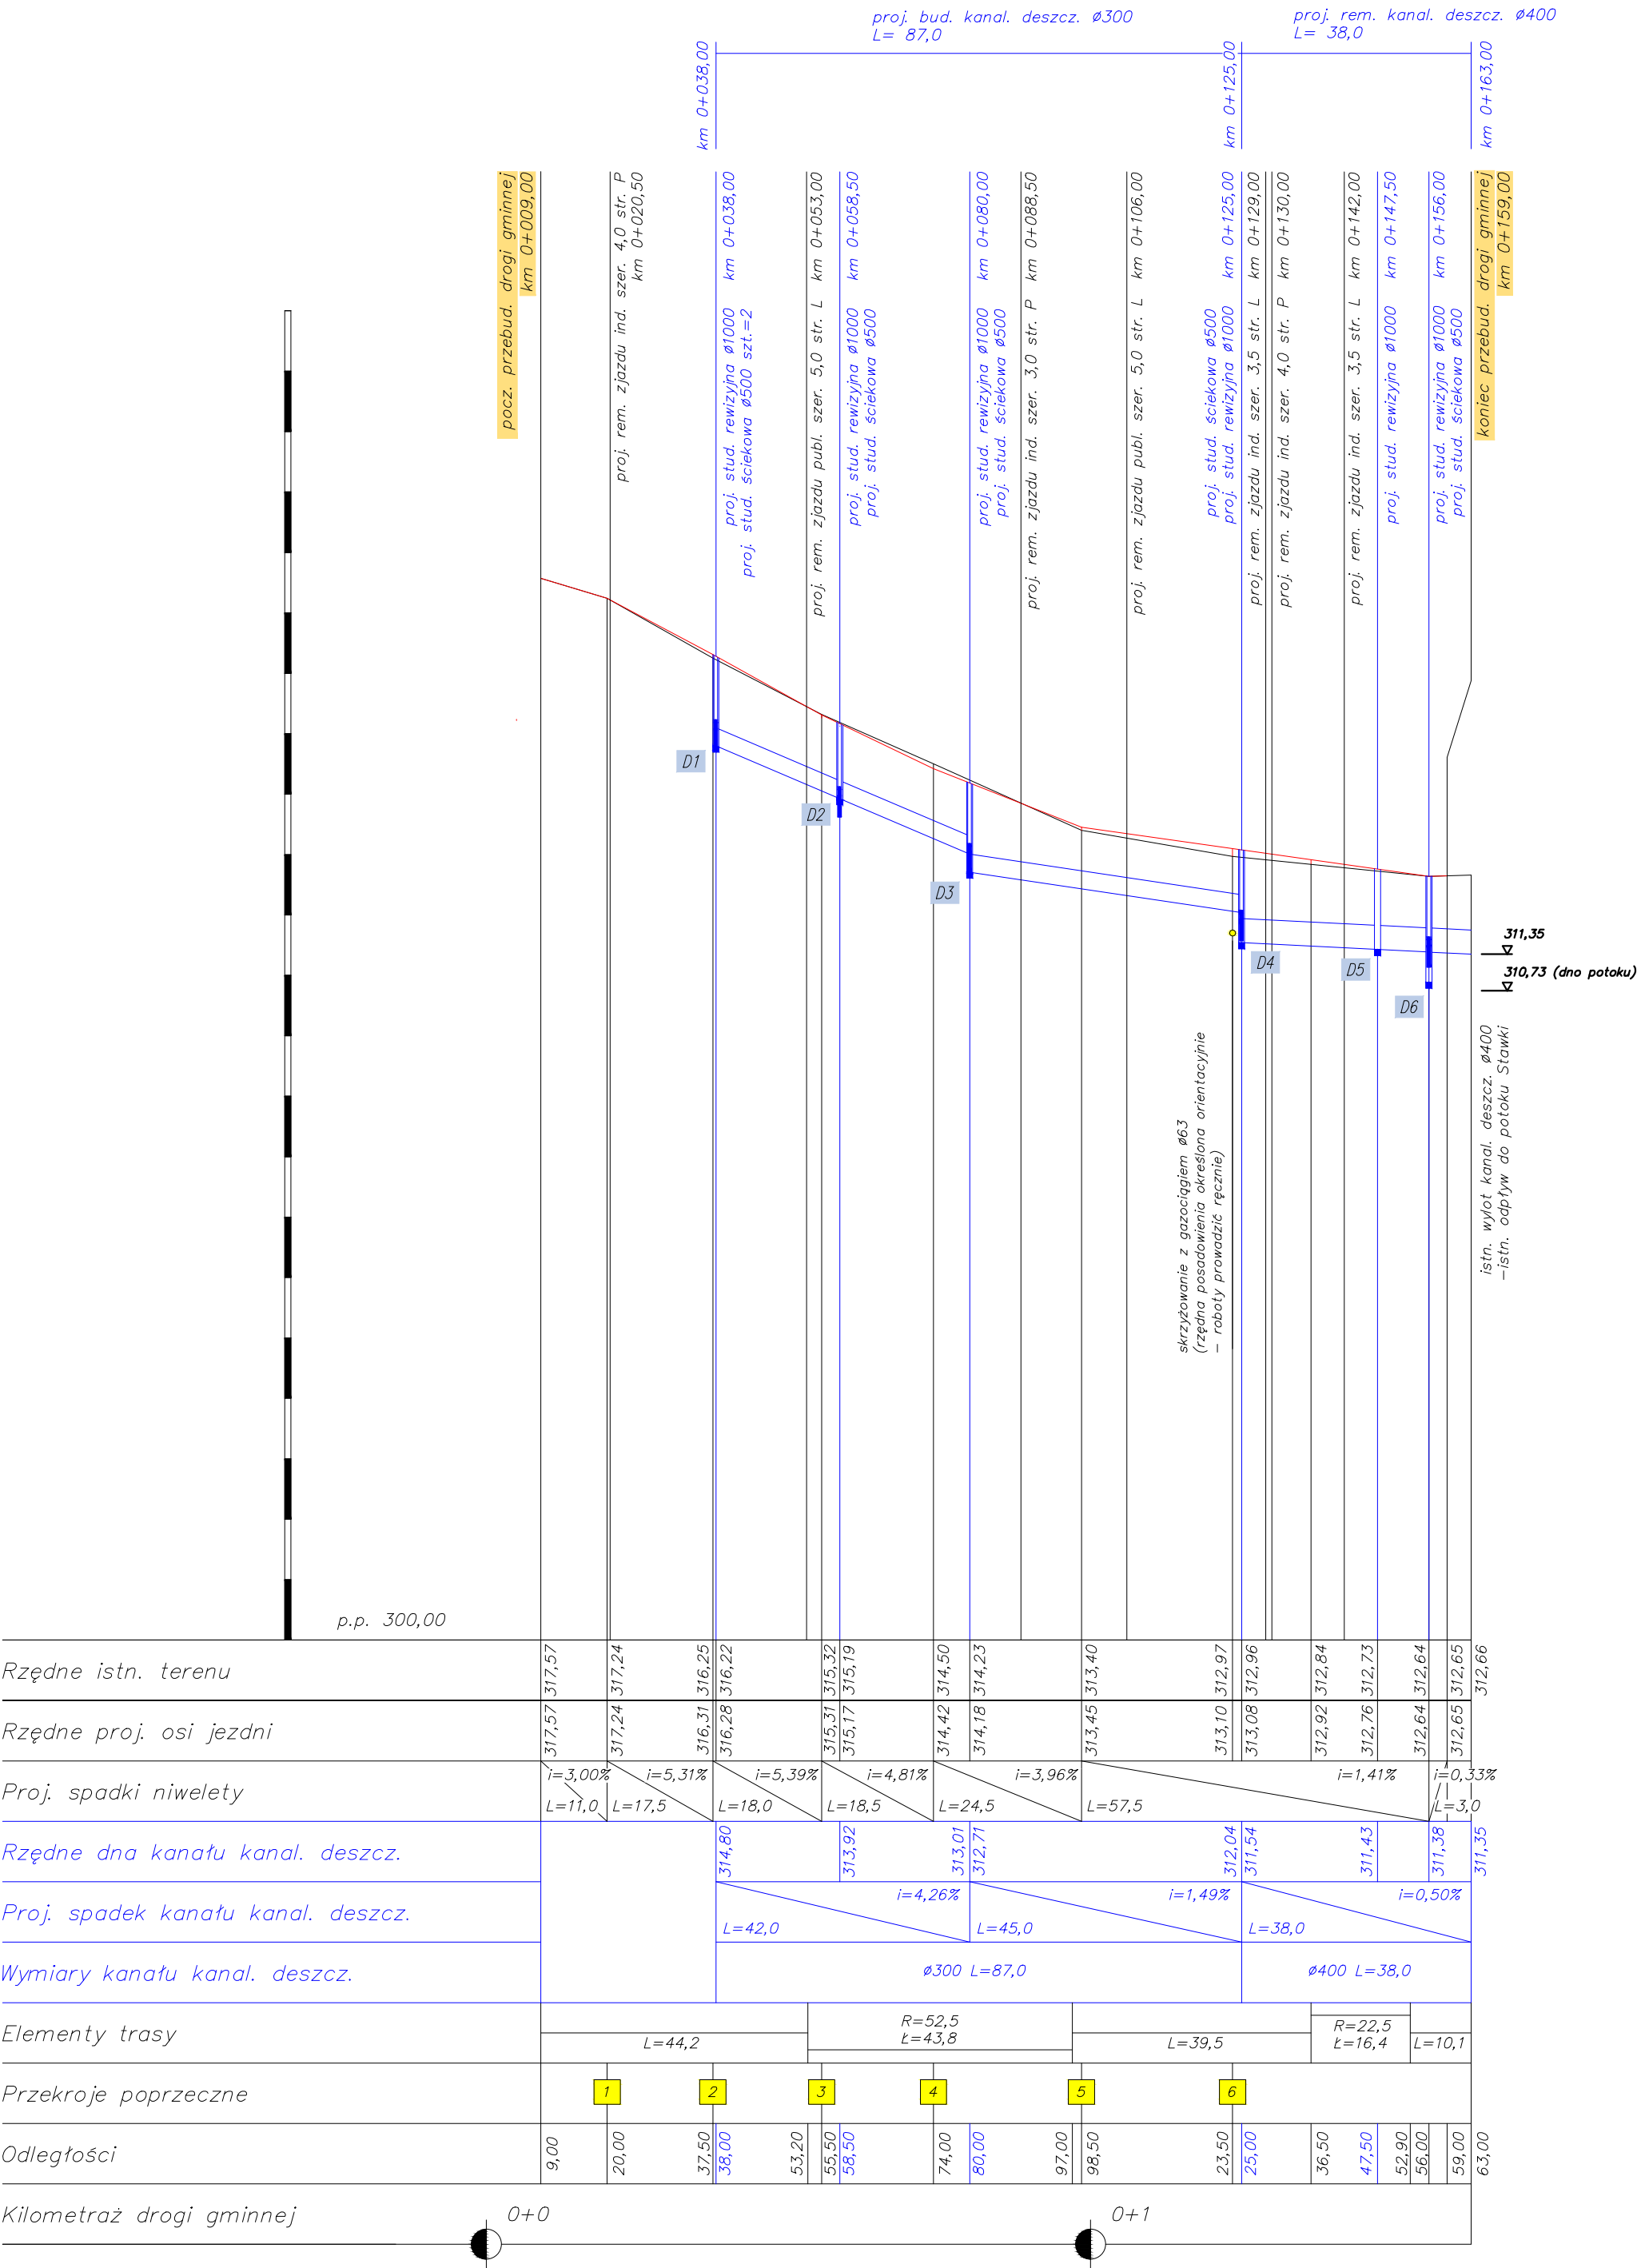 proj. bud. kanal. deszcz. ø300
L= 87,0
proj. rem. kanal. deszcz. ø400
L= 38,0
km 0+038,00
km 0+125,00
km 0+163,00
pocz. przebud. drogi gminnej
km 0+009,00
proj. rem. zjazdu ind. szer. 4,0 str. P
km 0+020,50
proj. stud. rewizyjna ø1000 km 0+038,00
proj. stud. ściekowa ø500 szt.=2
proj. rem. zjazdu publ. szer. 5,0 str. L km 0+053,00
proj. stud. rewizyjna ø1000 km 0+058,50
proj. stud. ściekowa ø500
proj. stud. rewizyjna ø1000 km 0+080,00
proj. stud. ściekowa ø500
proj. rem. zjazdu ind. szer. 3,0 str. P km 0+088,50
proj. rem. zjazdu publ. szer. 5,0 str. L km 0+106,00
proj. stud. ściekowa ø500
proj. stud. rewizyjna ø1000 km 0+125,00
proj. rem. zjazdu ind. szer. 3,5 str. L km 0+129,00
proj. rem. zjazdu ind. szer. 4,0 str. P km 0+130,00
proj. rem. zjazdu ind. szer. 3,5 str. L km 0+142,00
proj. stud. rewizyjna ø1000 km 0+147,50
proj. stud. rewizyjna ø1000 km 0+156,00
proj. stud. ściekowa ø500
koniec przebud. drogi gminnej
km 0+159,00
D1
D2
D3
D4
D5
D6
311,35
310,73 (dno potoku)
skrzyżowanie z gazociągiem ø63
(rzędna posadowienia określona orientacyjnie
– roboty prowadzić ręcznie)
istn. wylot kanal. deszcz. ø400
–istn. odpływ do potoku Stawki
p.p. 300,00
Rzędne istn. terenu
317,57 317,24 316,25 316,22 315,32 315,19 314,50 314,23 313,40 312,97 312,96 312,84 312,73 312,64 312,65 312,66
Rzędne proj. osi jezdni
317,57 317,24 316,31 316,28 315,31 315,17 314,42 314,18 313,45 313,10 313,08 312,92 312,76 312,64 312,65
Proj. spadki niwelety
i=3,00% i=5,31% i=5,39% i=4,81% i=3,96% i=1,41% i=0,33%
L=11,0 L=17,5 L=18,0 L=18,5 L=24,5 L=57,5 L=3,0
Rzędne dna kanału kanal. deszcz.
314,80 313,92 313,01 312,71 312,04 311,54 311,43 311,38 311,35
Proj. spadek kanału kanal. deszcz.
i=4,26% i=1,49% i=0,50%
L=42,0 L=45,0 L=38,0
Wymiary kanału kanal. deszcz.
ø300 L=87,0 ø400 L=38,0
Elementy trasy
L=44,2
R=52,5
Ł=43,8
L=39,5
R=22,5
Ł=16,4
L=10,1
Przekroje poprzeczne
1 2 3 4 5 6
Odległości
9,00 20,00 37,50 38,00 53,20 55,50 58,50 74,00 80,00 97,00 98,50 23,50 25,00 36,50 47,50 52,90 56,00 59,00 63,00
Kilometraż drogi gminnej
0+0 0+1